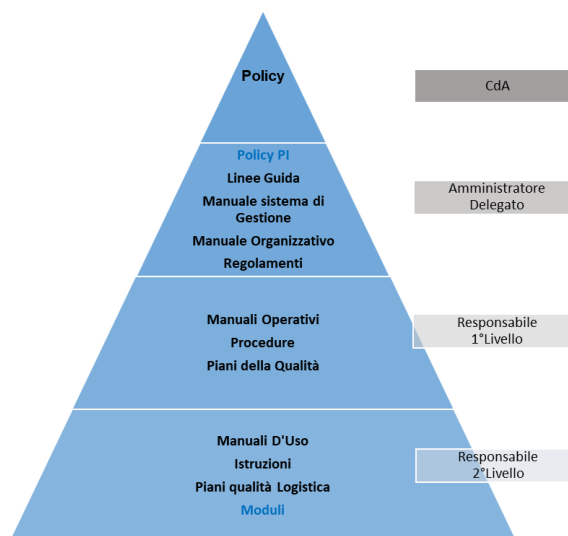 Policy
CdA
Policy PI
Linee Guida
Manuale sistema di
Gestione
Manuale Organizzativo
Regolamenti
Amministratore
Delegato
Manuali Operativi
Procedure
Piani della Qualità
Responsabile
1°Livello
Manuali D'Uso
Istruzioni
Piani qualità Logistica
Moduli
Responsabile
2°Livello